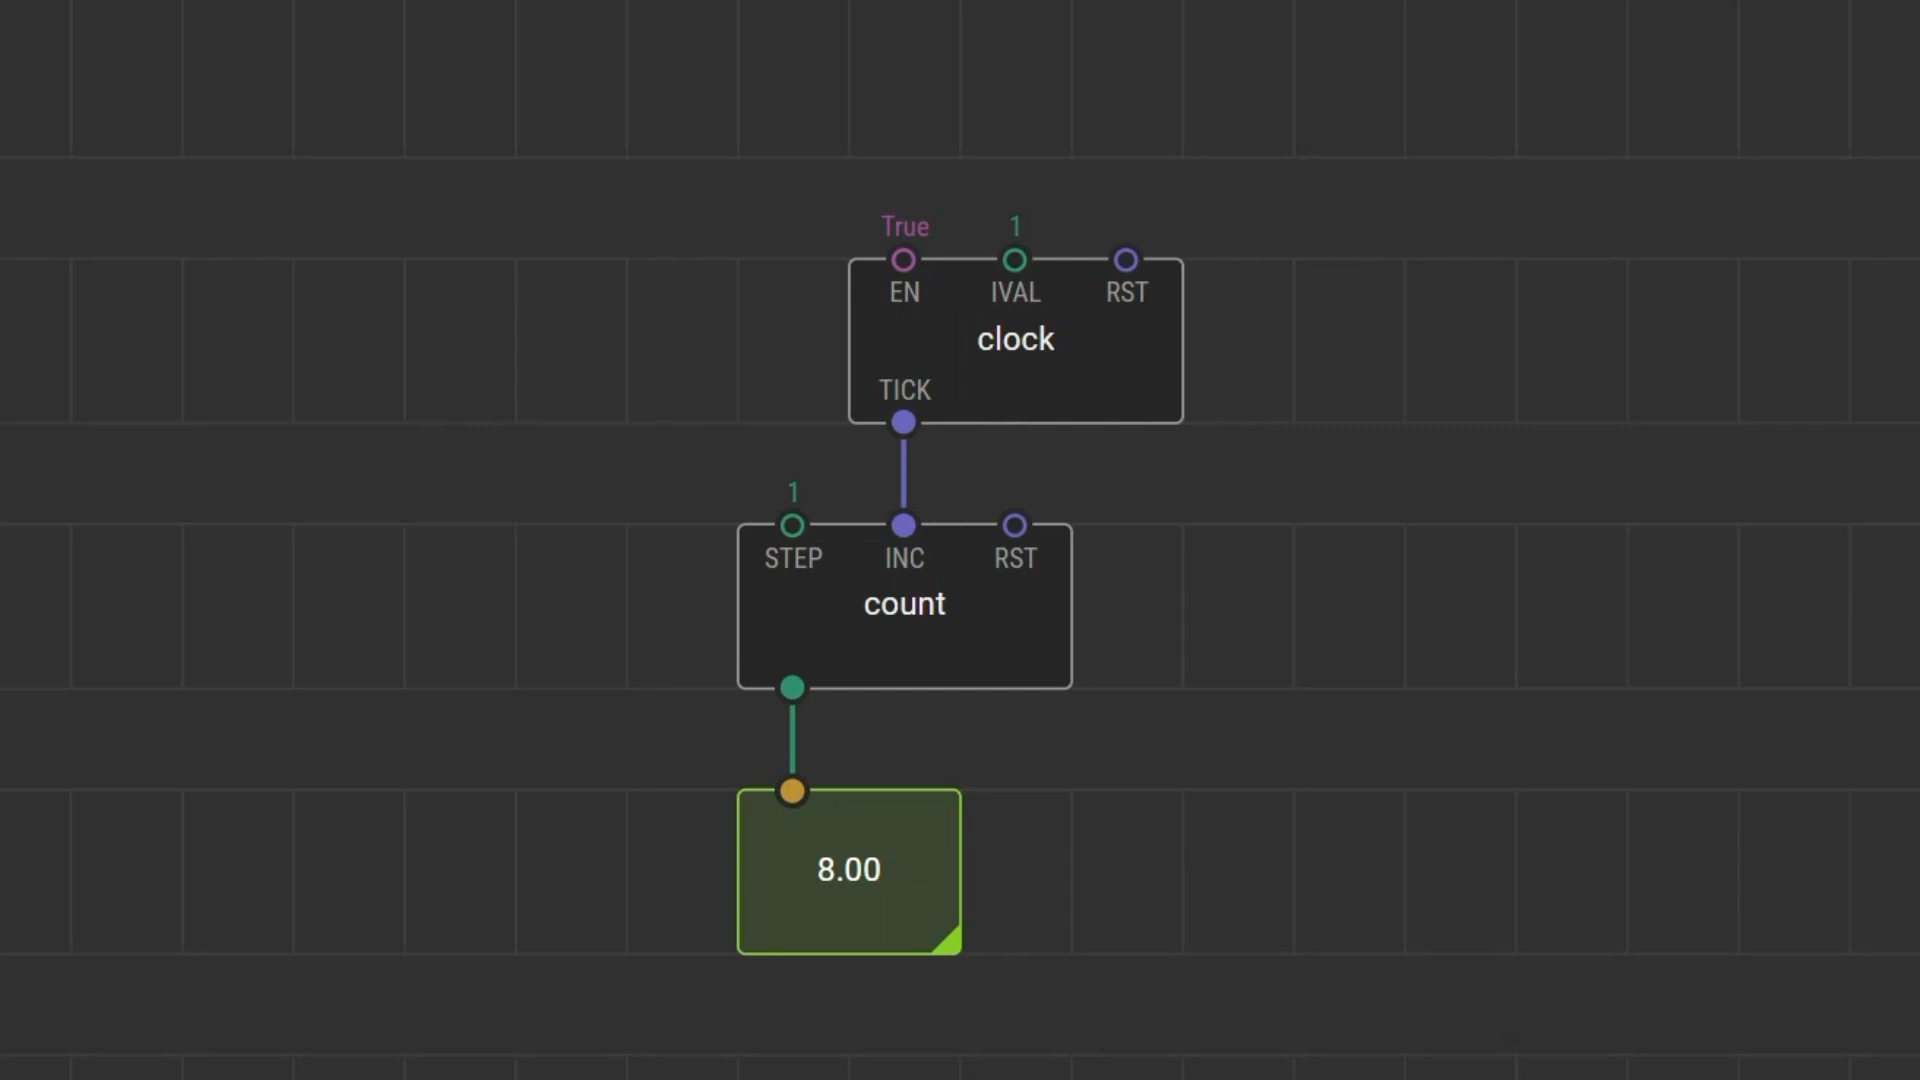 True 1
EN IVAL RST
clock
TICK
1
STEP INC RST
count
8.00